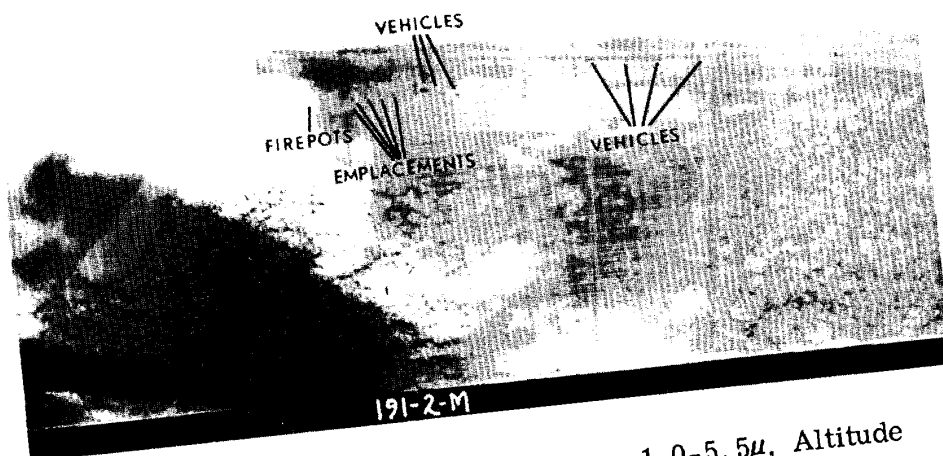 VEHICLES
FIREPOTS
EMPLACEMENTS
VEHICLES
191-2-M
1.0-5.5µ, Altitude